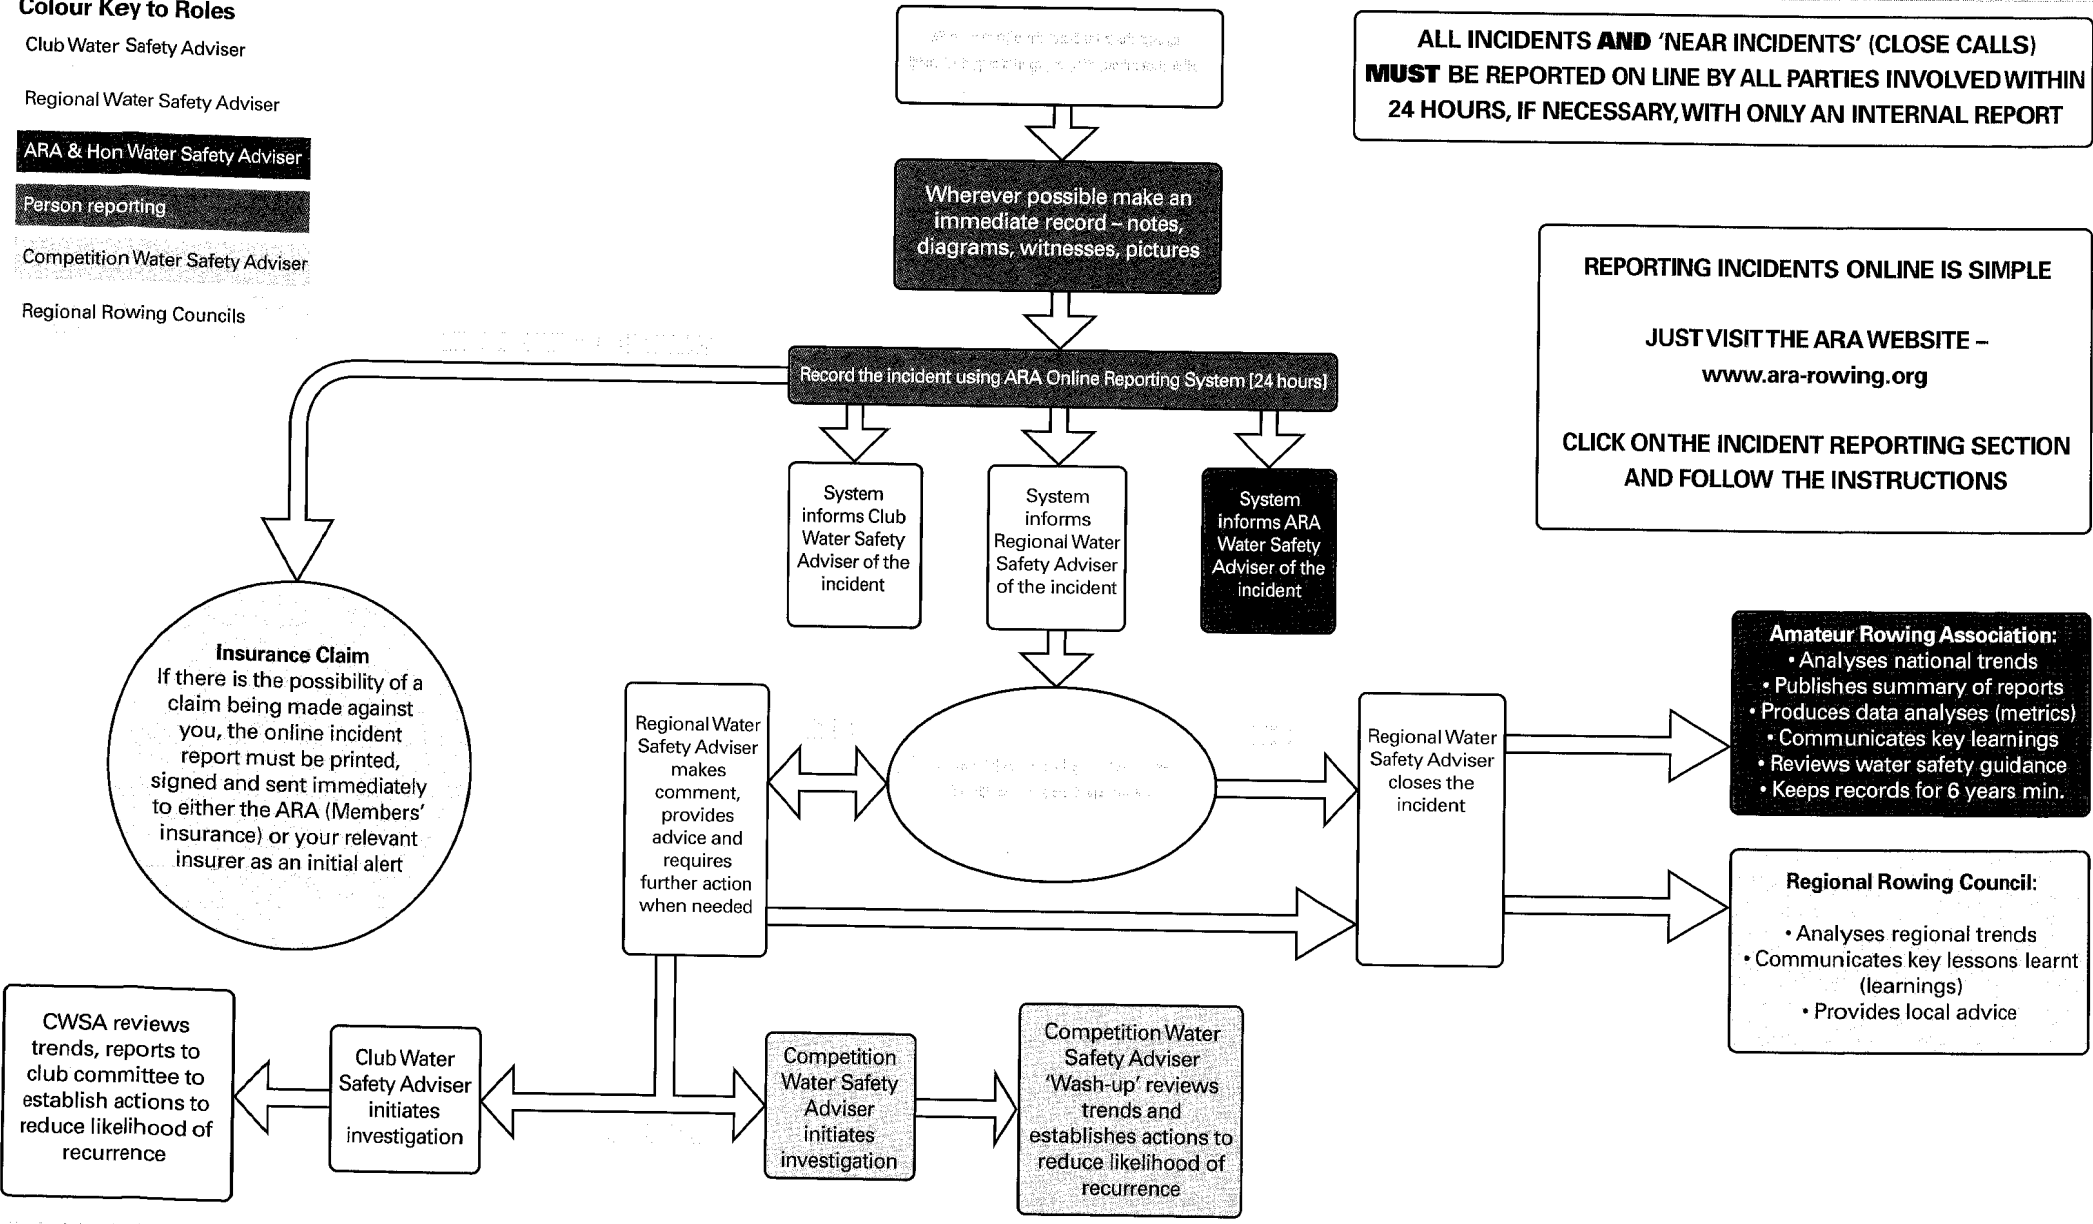 Colour Key to Roles
Club Water Safety Adviser
Regional Water Safety Adviser
ARA & Hon Water Safety Adviser
Person reporting
Competition Water Safety Adviser
Regional Rowing Councils
ALL INCIDENTS AND ‘NEAR INCIDENTS’ (CLOSE CALLS)
MUST BE REPORTED ON LINE BY ALL PARTIES INVOLVED WITHIN
24 HOURS, IF NECESSARY, WITH ONLY AN INTERNAL REPORT
Wherever possible make an
immediate record – notes,
diagrams, witnesses, pictures
REPORTING INCIDENTS ONLINE IS SIMPLE
JUST VISIT THE ARA WEBSITE –
www.ara-rowing.org
CLICK ON THE INCIDENT REPORTING SECTION
AND FOLLOW THE INSTRUCTIONS
Record the incident using ARA Online Reporting System [24 hours]
System
informs Club
Water Safety
Adviser of the
incident
System
informs
Regional Water
Safety Adviser
of the incident
System
informs ARA
Water Safety
Adviser of the
incident
Insurance Claim
If there is the possibility of a
claim being made against
you, the online incident
report must be printed,
signed and sent immediately
to either the ARA (Members’
insurance) or your relevant
insurer as an initial alert
Regional Water
Safety Adviser
makes
comment,
provides
advice and
requires
further action
when needed
Regional Water
Safety Adviser
closes the
incident
Amateur Rowing Association:
• Analyses national trends
• Publishes summary of reports
• Produces data analyses (metrics)
• Communicates key learnings
• Reviews water safety guidance
• Keeps records for 6 years min.
Regional Rowing Council:
• Analyses regional trends
• Communicates key lessons learnt
(learnings)
• Provides local advice
CWSA reviews
trends, reports to
club committee to
establish actions to
reduce likelihood of
recurrence
Club Water
Safety Adviser
initiates
investigation
Competition
Water Safety
Adviser
initiates
investigation
Competition Water
Safety Adviser
‘Wash-up’ reviews
trends and
establishes actions to
reduce likelihood of
recurrence